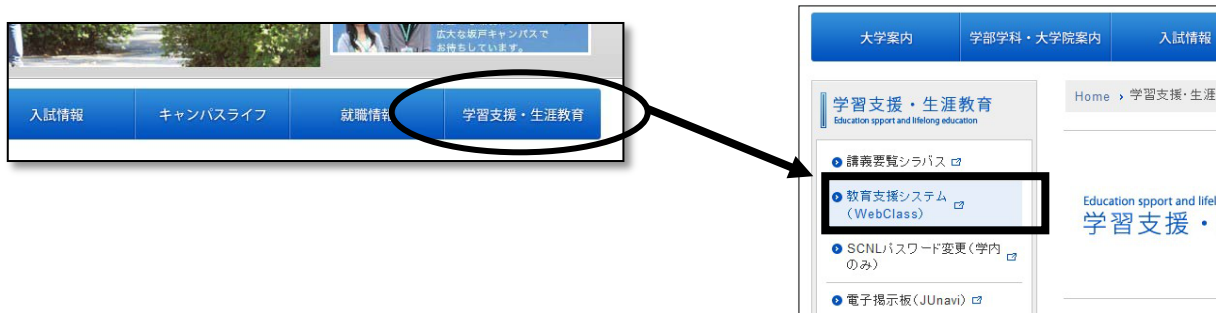 広大な坂戸キャンパスで
お待ちしています。
入試情報
キャンパスライフ
就職情報
学習支援・生涯教育
大学案内
学部学科・大学院案内
入試情報
学習支援・生涯教育
Education spport and lifelong education
講義要覧シラバス
教育支援システム
(WebClass)
SCNLパスワード変更(学内
のみ)
電子掲示板(JUnavi)
Home › 学習支援・生涯
Education spport and lifel
学習支援・